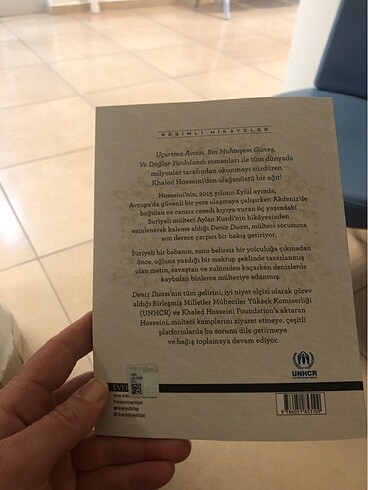 RESİMLİ HİKAYELER
Uçurtma Avcısı, Bin Muhteşem Güneş,
Ve Dağlar Yankılandı romanları ile tüm dünyada
milyonlar tarafından okunmayı sürdüren
Khaled Hosseini'den olağanüstü bir ağıt!
Hosseini'nin, 2015 yılının Eylül ayında,
Avrupa'da güvenli bir yere ulaşmaya çalışırken Akdeniz'de
boğulan ve cansız cesedi kıyıya vuran üç yaşındaki
Suriyeli mülteci Aylan Kurdi'nin hikâyesinden
esinlenerek kaleme aldığı Deniz Duası, mülteci sorununa
son derece çarpıcı bir bakış getiriyor.
Suriyeli bir babanın, sonu belirsiz bir yolculuğa çıkmadan
önce, oğluna yazdığı bir mektup şeklinde tasarlanmış
olan metin, savaştan ve zulümden kaçarken denizlerde
kaybolan binlerce mülteciye adanmış.
Deniz Duası'nın tüm gelirini, iyi niyet elçisi olarak görev
aldığı Birleşmiş Milletler Mülteciler Yüksek Komiserliği
(UNHCR) ve Khaled Hosseini Foundation'a aktaran
Hosseini, mülteci kamplarını ziyaret etmeye, çeşitli
platformlarda bu sorunu dile getirmeye
ve bağış toplamaya devam ediyor.
UNHCR